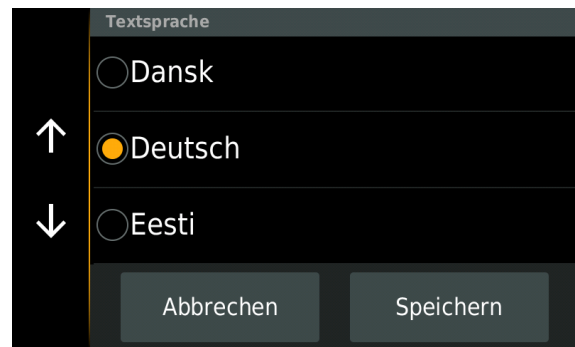 Textsprache
Dansk
Deutsch
Eesti
Abbrechen Speichern